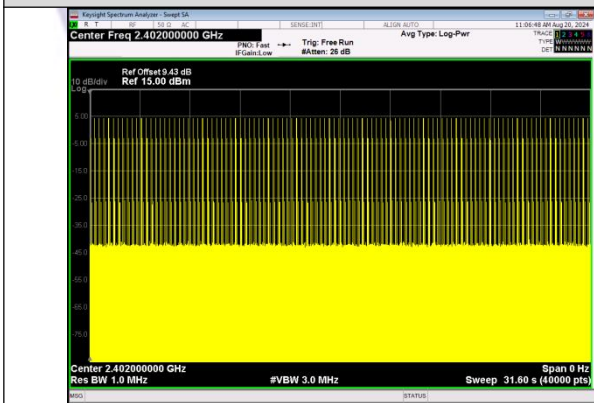 Keysight Spectrum Analyzer - Swept SA
R T RF 50 Ω AC SENSE:INT ALIGN AUTO 11:06:48 AM Aug 20, 2024
Center Freq 2.402000000 GHz
PNO: Fast Trig: Free Run Avg Type: Log-Pwr TRACE 1 2 3 4 5 6
IFGain:Low #Atten: 26 dB TYPE
DET N N N N N N
Ref Offset 9.43 dB
10 dB/div Ref 15.00 dBm
Log
5.00
-5.00
-15.0
-25.0
-35.0
-45.0
-55.0
-65.0
-75.0
Center 2.402000000 GHz Span 0 Hz
Res BW 1.0 MHz #VBW 3.0 MHz Sweep 31.60 s (40000 pts)
MSG STATUS